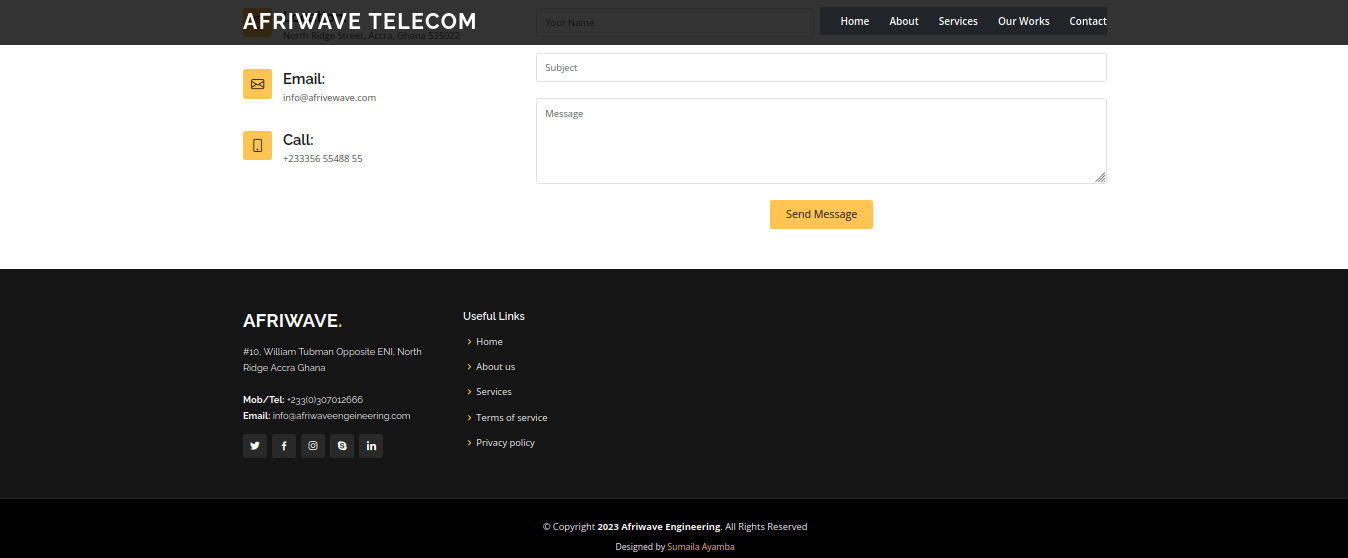 AFRIWAVE TELECOM
Home About Services Our Works Contact
Your Name
North Ridge Street, Accra, Ghana 535022
Email:
info@afrivewave.com
Call:
+233356 55488 55
Subject
Message
Send Message
AFRIWAVE.
#10, William Tubman Opposite ENI, North
Ridge Accra Ghana
Mob/Tel: +233(0)307012666
Email: info@afriwaveengeineering.com
Useful Links
Home
About us
Services
Terms of service
Privacy policy
© Copyright 2023 Afriwave Engineering. All Rights Reserved
Designed by Sumaila Ayamba